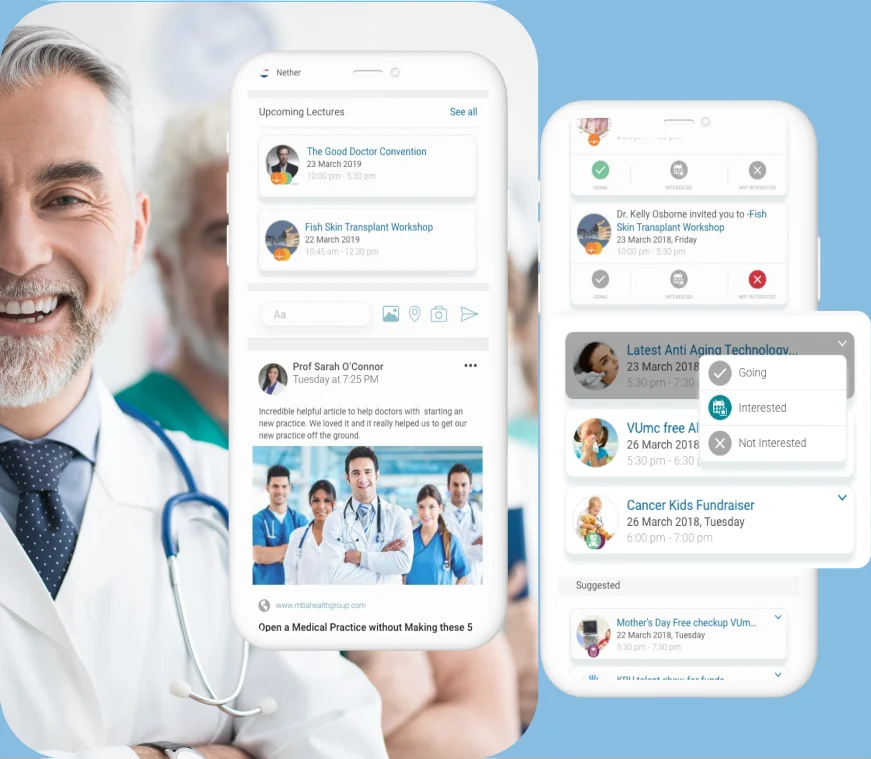 Nether
Upcoming Lectures
See all
The Good Doctor Convention
23 March 2019
10:00 pm - 5:30 pm
Fish Skin Transplant Workshop
22 March 2019
10:45 am - 12:30 pm
Aa
Prof Sarah O'Connor
Tuesday at 7:25 PM
Incredible helpful article to help doctors with starting an
new practice. We loved it and it really helped us to get our
new practice off the ground.
www.mbahealthgroup.com
Open a Medical Practice without Making these 5
GOING
INTERESTED
NOT INTERESTED
Dr. Kelly Osborne invited you to -Fish
Skin Transplant Workshop
23 March 2018, Friday
10:00 pm - 5:30 pm
GOING
INTERESTED
NOT INTERESTED
Latest Anti Aging Technology...
23 March 2018
5:30 pm - 7:30
Going
Interested
Not Interested
VUmc free
26 March 2018
5:30 pm - 6:30
Cancer Kids Fundraiser
26 March 2018, Tuesday
6:00 pm - 7:00 pm
Suggested
Mother's Day Free checkup VUm...
22 March 2018, Tuesday
5:30 pm - 7:30 pm
talent show for funds